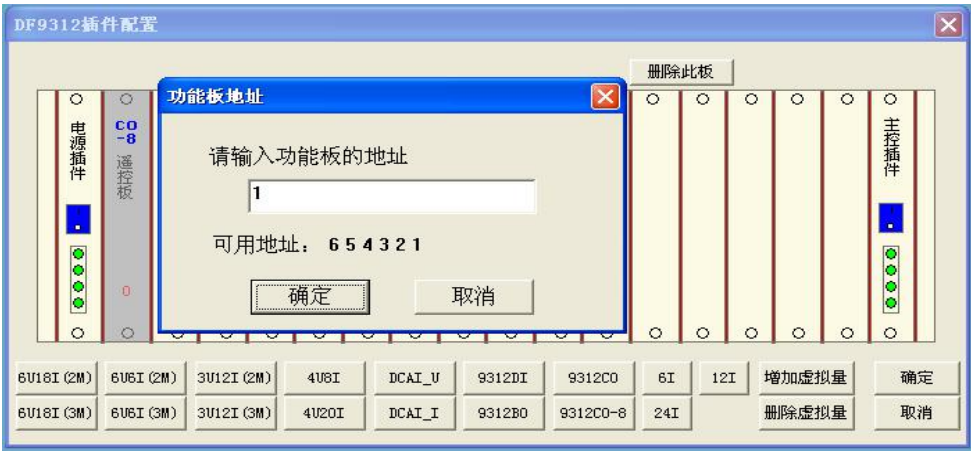 DF9312插件配置
删除此板
电源插件
CO
-8
遥控板
0
功能板地址
请输入功能板的地址
1
可用地址: 6 5 4 3 2 1
确定
取消
主控插件
6U18I(2M)
6U6I(2M)
3U12I(2M)
4U8I
DCAI_U
9312DI
9312CO
6I
12I
增加虚拟量
确定
6U18I(3M)
6U6I(3M)
3U12I(3M)
4U20I
DCAI_I
9312BO
9312CO-8
24I
删除虚拟量
取消